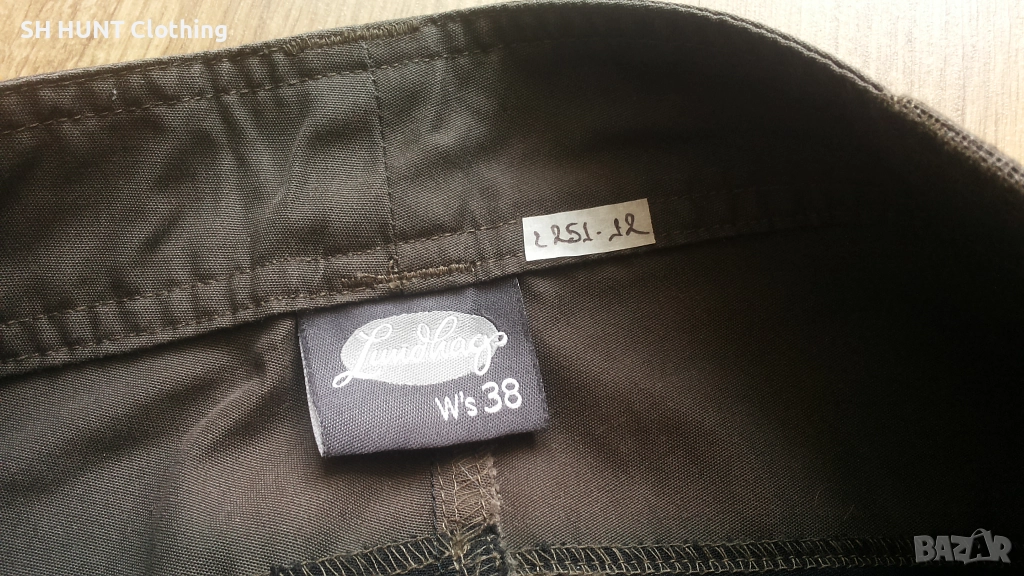 SH HUNT Clothing
2251-12
Lundhags
W's 38
BAZAR